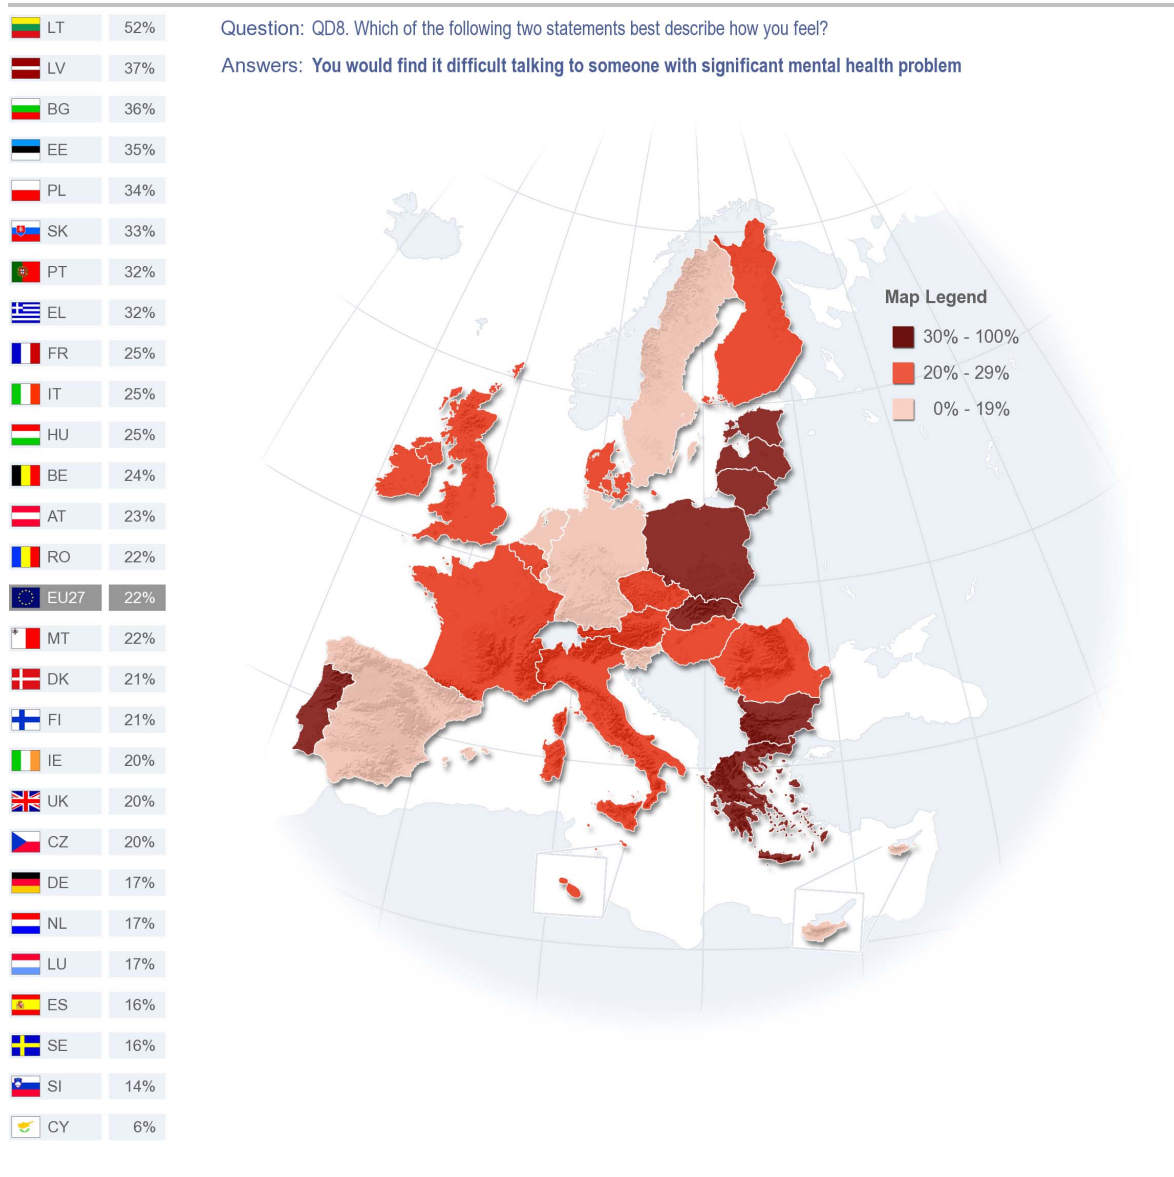 Question: QD8. Which of the following two statements best describe how you feel?
Answers: You would find it difficult talking to someone with significant mental health problem
LT 52%
LV 37%
BG 36%
EE 35%
PL 34%
SK 33%
PT 32%
EL 32%
FR 25%
IT 25%
HU 25%
BE 24%
AT 23%
RO 22%
EU27 22%
MT 22%
DK 21%
FI 21%
IE 20%
UK 20%
CZ 20%
DE 17%
NL 17%
LU 17%
ES 16%
SE 16%
SI 14%
CY 6%
Map Legend
30% - 100%
20% - 29%
0% - 19%